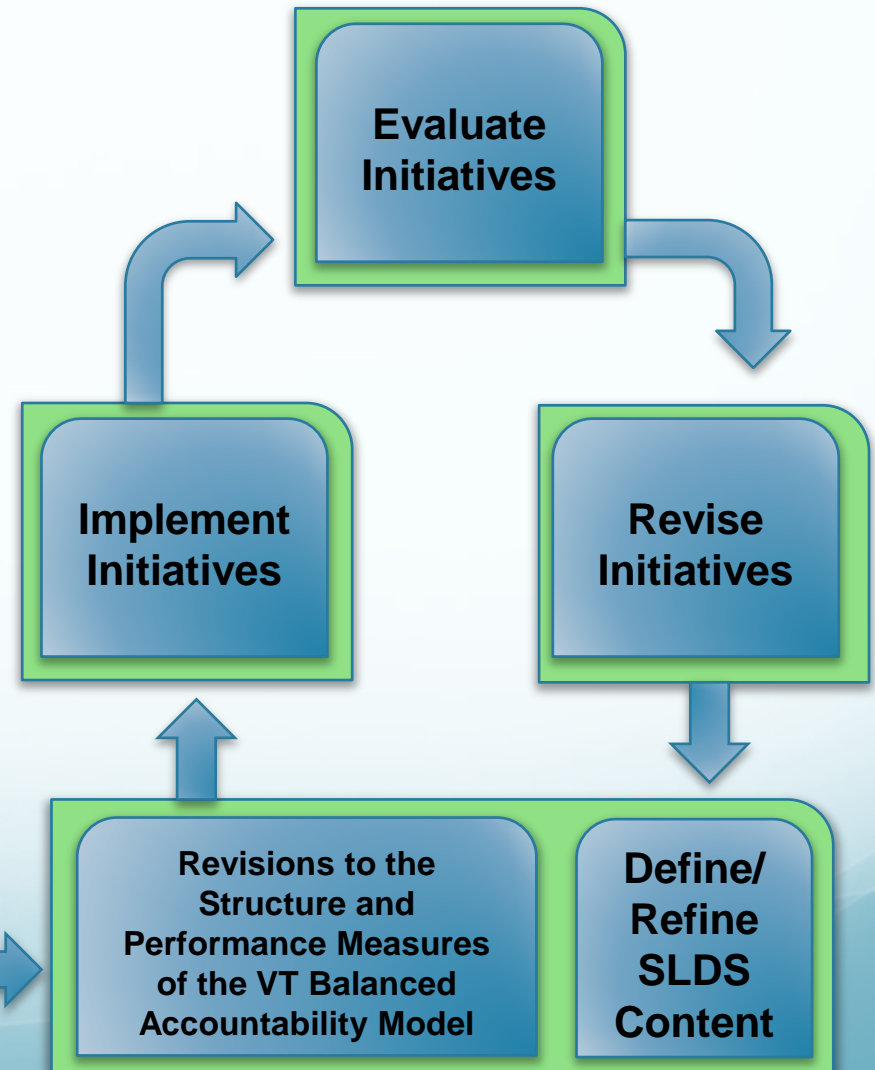 Evaluate
Initiatives
Implement
Initiatives
Revise
Initiatives
Revisions to the
Structure and
Performance Measures
of the VT Balanced
Accountability Model
Define/
Refine
SLDS
Content